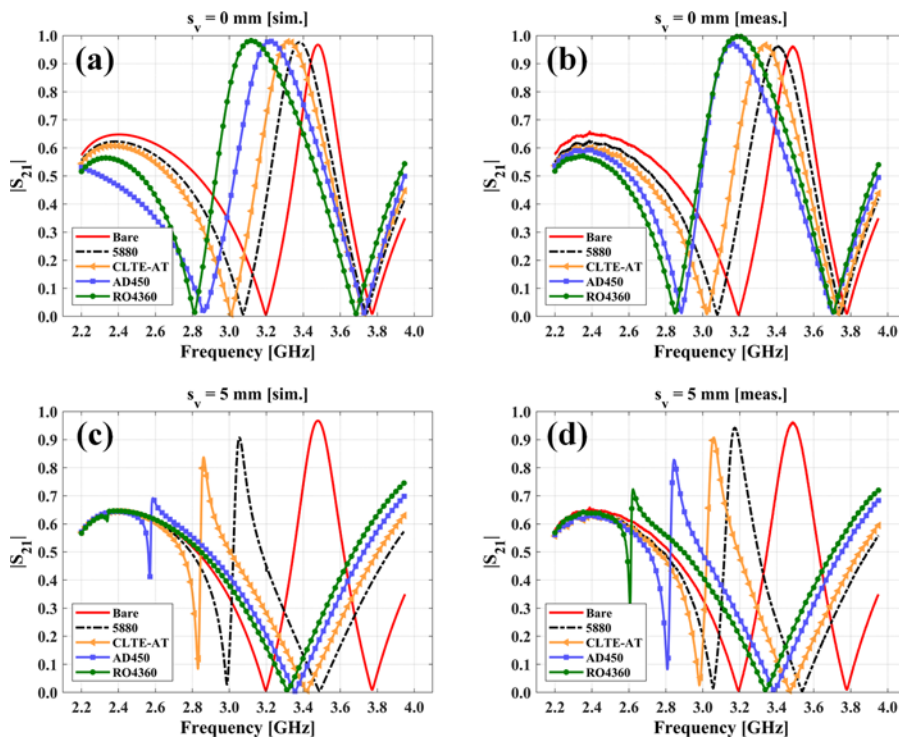 s_v = 0 mm [sim.]
(a)
|S_21|
1.0
0.9
0.8
0.7
0.6
0.5
0.4
0.3
0.2
0.1
0.0
Bare
5880
CLTE-AT
AD450
RO4360
2.2 2.4 2.6 2.8 3.0 3.2 3.4 3.6 3.8 4.0
Frequency [GHz]
s_v = 0 mm [meas.]
(b)
|S_21|
1.0
0.9
0.8
0.7
0.6
0.5
0.4
0.3
0.2
0.1
0.0
Bare
5880
CLTE-AT
AD450
RO4360
2.2 2.4 2.6 2.8 3.0 3.2 3.4 3.6 3.8 4.0
Frequency [GHz]
s_v = 5 mm [sim.]
(c)
|S_21|
1.0
0.9
0.8
0.7
0.6
0.5
0.4
0.3
0.2
0.1
0.0
Bare
5880
CLTE-AT
AD450
RO4360
2.2 2.4 2.6 2.8 3.0 3.2 3.4 3.6 3.8 4.0
Frequency [GHz]
s_v = 5 mm [meas.]
(d)
|S_21|
1.0
0.9
0.8
0.7
0.6
0.5
0.4
0.3
0.2
0.1
0.0
Bare
5880
CLTE-AT
AD450
RO4360
2.2 2.4 2.6 2.8 3.0 3.2 3.4 3.6 3.8 4.0
Frequency [GHz]